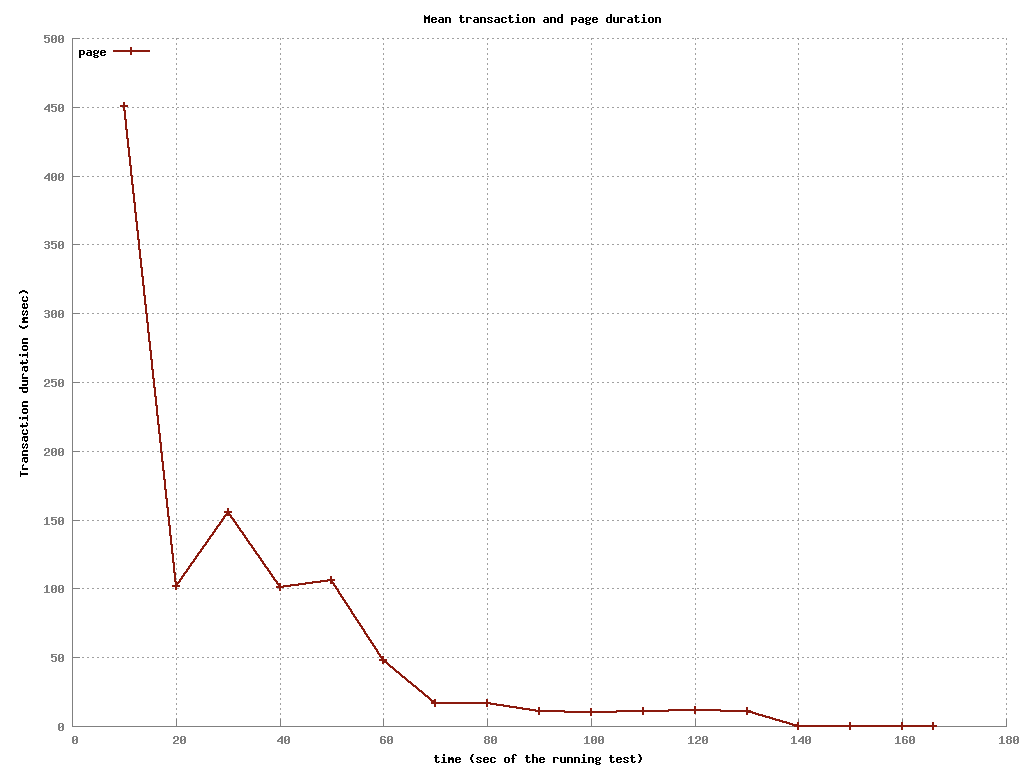 Mean transaction and page duration
page
500
450
400
350
300
250
200
150
100
50
0
Transaction duration (msec)
0 20 40 60 80 100 120 140 160 180
time (sec of the running test)